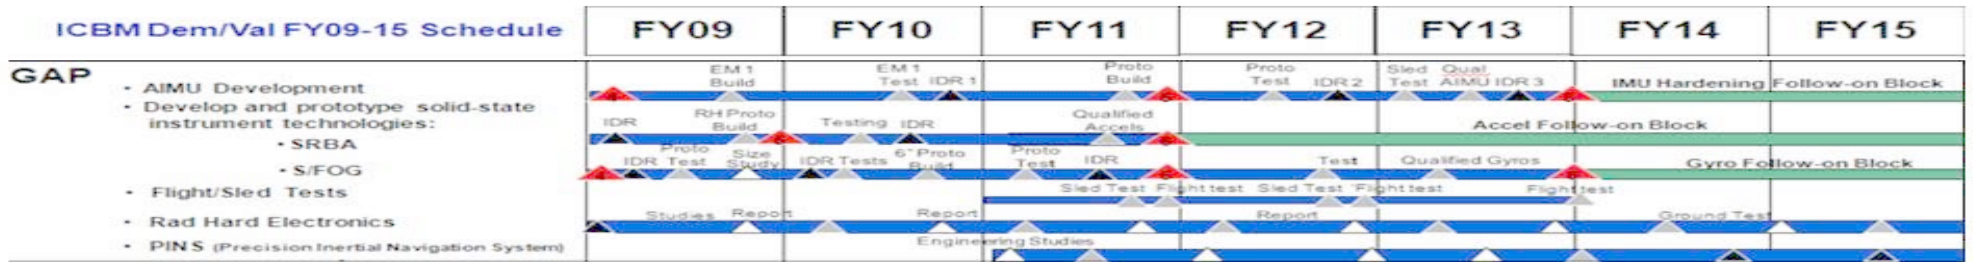 ICBM Dem/Val FY09-15 Schedule FY09 FY10 FY11 FY12 FY13 FY14 FY15
GAP
• AIMU Development
EM 1 Build EM 1 Test IDR 1 Proto Build Proto Test IDR 2 Sled Test Qual AIMU IDR 3 IMU Hardening Follow-on Block
• Develop and prototype solid-state
instrument technologies:
• SRBA
IDR RH Proto Build Testing IDR Qualified Accels Accel Follow-on Block
• S/FOG
IDR Proto Test Size Study IDR Tests 6" Proto Build Proto Test IDR Test Qualified Gyros Gyro Follow-on Block
• Flight/Sled Tests
Sled Test Flight test Sled Test Flight test Flight test
• Rad Hard Electronics
Studies Report Report Report Ground Test
• PINS (Precision Inertial Navigation System)
Engineering Studies